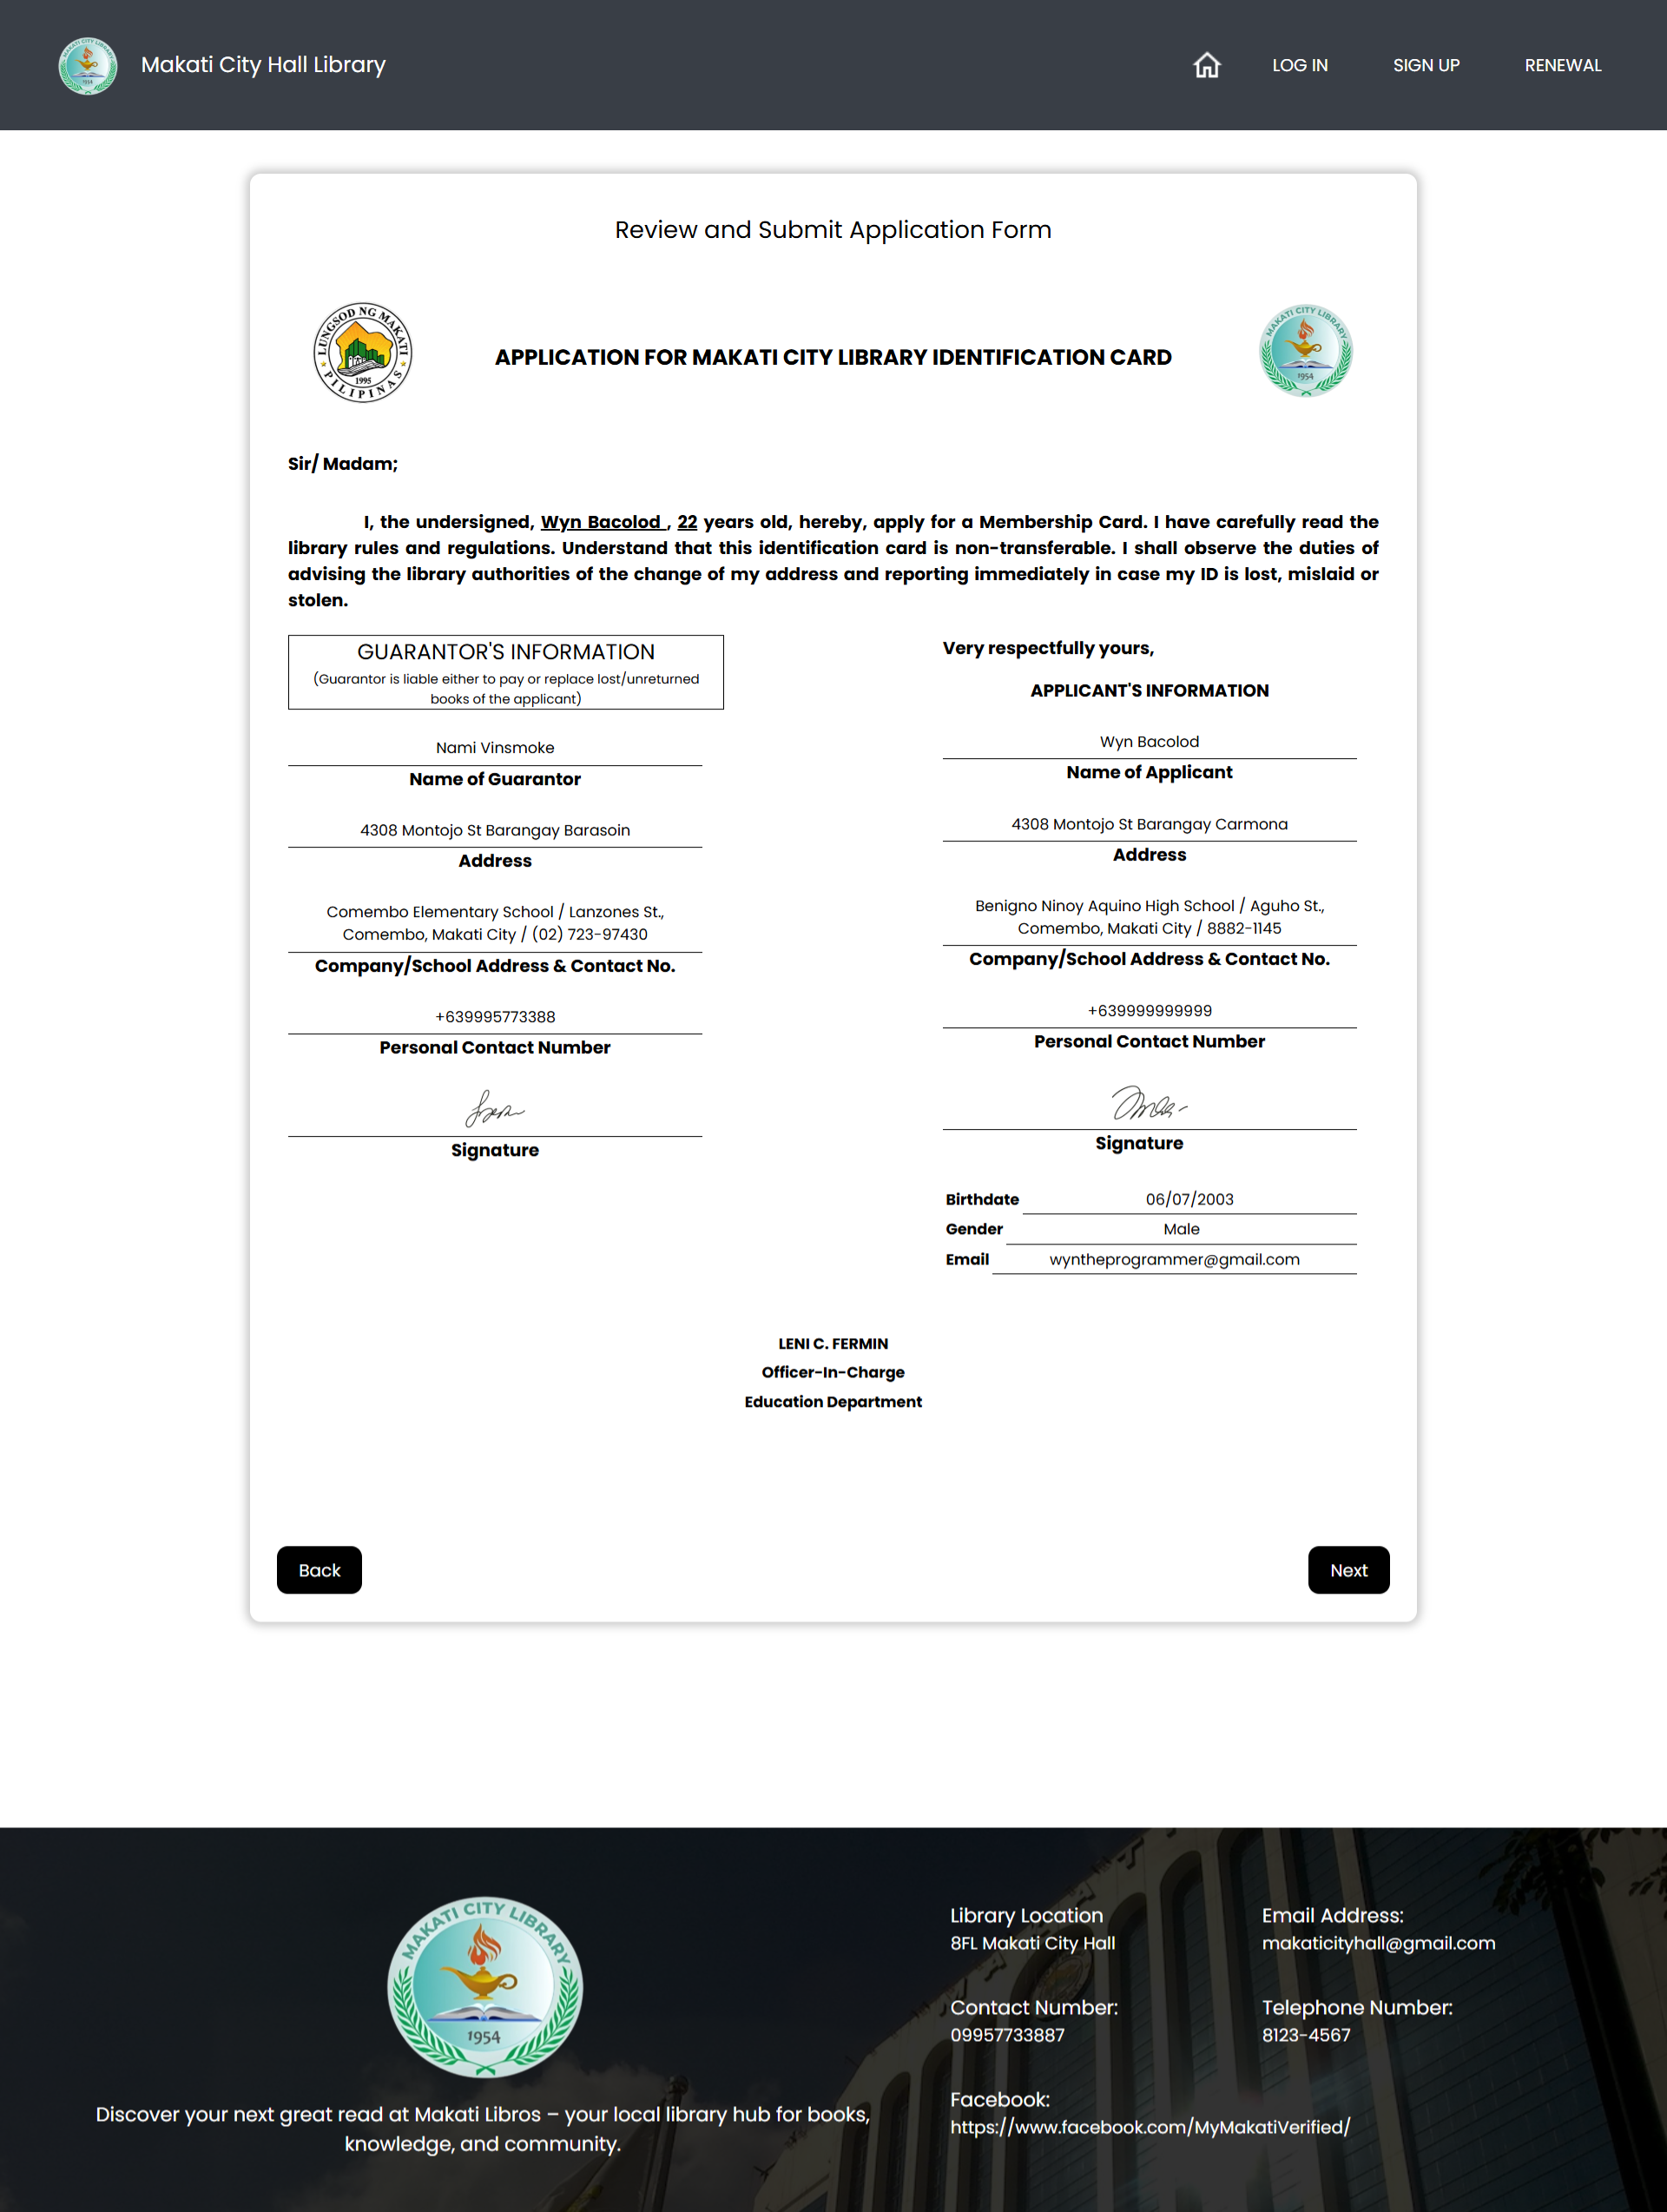 Makati City Hall Library
LOG IN
SIGN UP
RENEWAL
Review and Submit Application Form
LUNGSOD NG MAKATI
1995
PILIPINAS
APPLICATION FOR MAKATI CITY LIBRARY IDENTIFICATION CARD
MAKATI CITY LIBRARY
1954
Sir/ Madam;
I, the undersigned, Wyn Bacolod , 22 years old, hereby, apply for a Membership Card. I have carefully read the
library rules and regulations. Understand that this identification card is non-transferable. I shall observe the duties of
advising the library authorities of the change of my address and reporting immediately in case my ID is lost, mislaid or
stolen.
GUARANTOR'S INFORMATION
(Guarantor is liable either to pay or replace lost/unreturned
books of the applicant)
Nami Vinsmoke
Name of Guarantor
4308 Montojo St Barangay Barasoin
Address
Comembo Elementary School / Lanzones St.,
Comembo, Makati City / (02) 723-97430
Company/School Address & Contact No.
+639995773388
Personal Contact Number
Signature
Very respectfully yours,
APPLICANT'S INFORMATION
Wyn Bacolod
Name of Applicant
4308 Montojo St Barangay Carmona
Address
Benigno Ninoy Aquino High School / Aguho St.,
Comembo, Makati City / 8882-1145
Company/School Address & Contact No.
+639999999999
Personal Contact Number
Signature
Birthdate 06/07/2003
Gender Male
Email wyntheprogrammer@gmail.com
LENI C. FERMIN
Officer-In-Charge
Education Department
Back
Next
MAKATI CITY LIBRARY
1954
Discover your next great read at Makati Libros – your local library hub for books,
knowledge, and community.
Library Location
8FL Makati City Hall
Email Address:
makaticityhall@gmail.com
Contact Number:
09957733887
Telephone Number:
8123-4567
Facebook:
https://www.facebook.com/MyMakatiVerified/